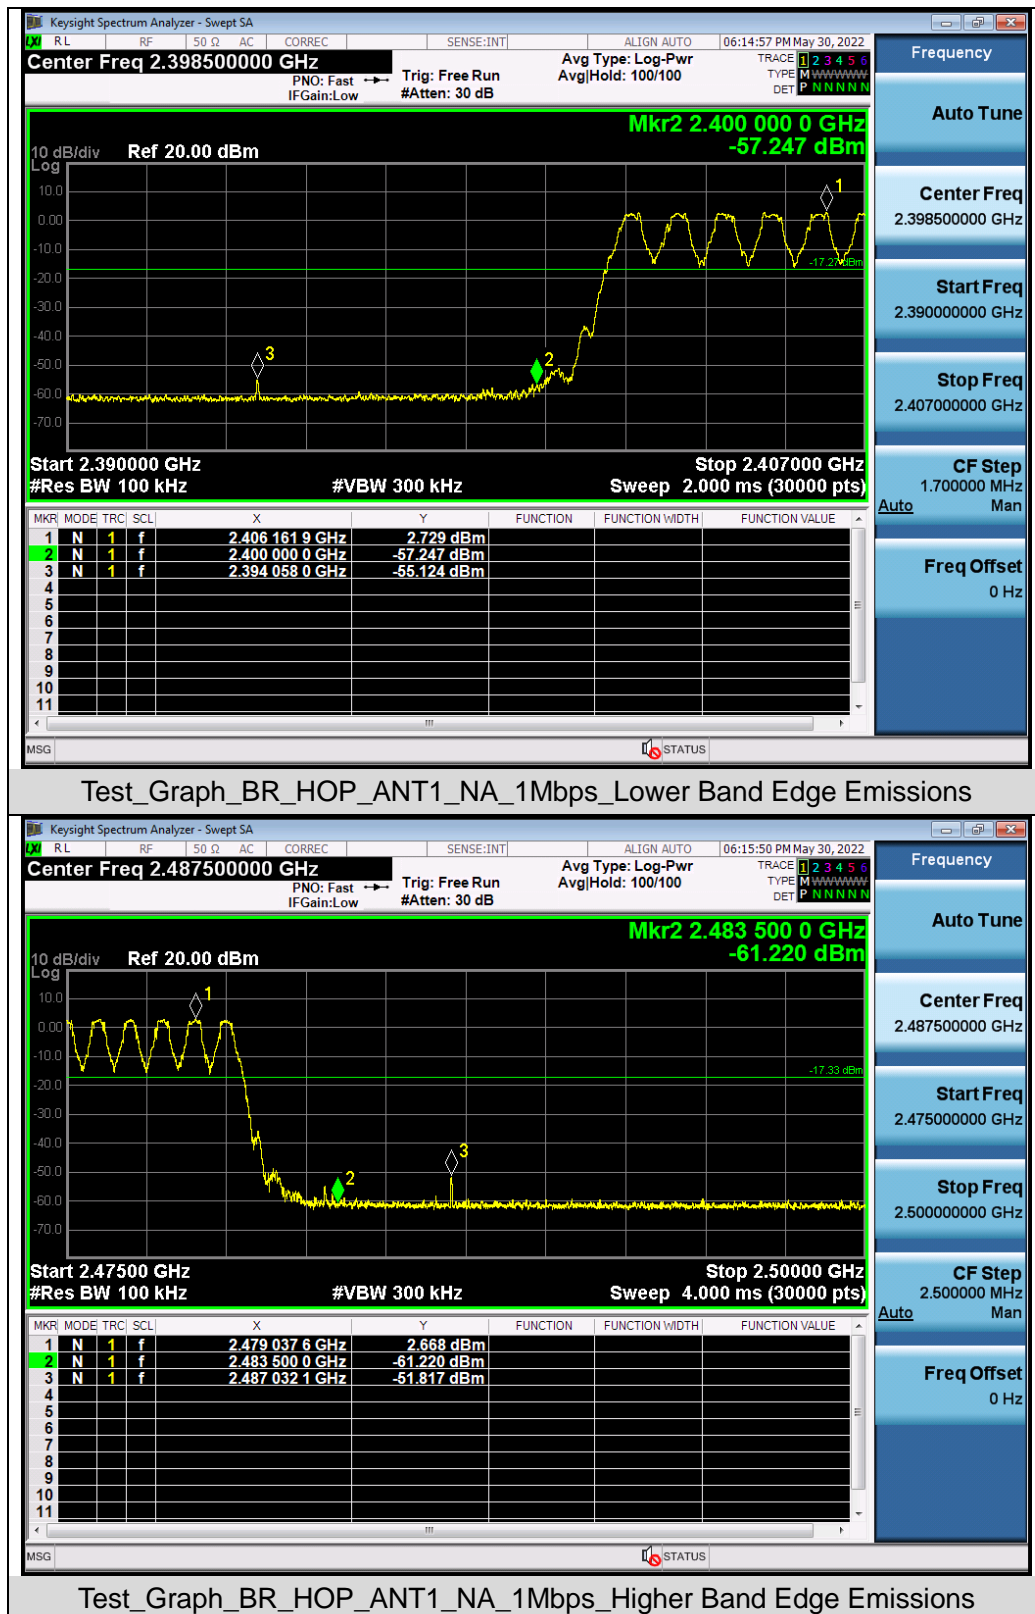 Keysight Spectrum Analyzer - Swept SA
LXI RL RF 50 Ω AC CORREC SENSE:INT ALIGN AUTO 06:14:57 PM May 30, 2022
Center Freq 2.398500000 GHz
PNO: Fast
IFGain:Low
Trig: Free Run
#Atten: 30 dB
Avg Type: Log-Pwr
Avg|Hold: 100/100
TRACE 1 2 3 4 5 6
TYPE M WWWWW
DET P N N N N N
Frequency
Mkr2 2.400 000 0 GHz
-57.247 dBm
10 dB/div Ref 20.00 dBm
Log
10.0
0.00
-10.0
-20.0
-30.0
-40.0
-50.0
-60.0
-70.0
1
-17.27 dBm
3
2
Start 2.390000 GHz Stop 2.407000 GHz
#Res BW 100 kHz #VBW 300 kHz Sweep 2.000 ms (30000 pts)
MKR MODE TRC SCL X Y FUNCTION FUNCTION WIDTH FUNCTION VALUE
1 N 1 f 2.406 161 9 GHz 2.729 dBm
2 N 1 f 2.400 000 0 GHz -57.247 dBm
3 N 1 f 2.394 058 0 GHz -55.124 dBm
4
5
6
7
8
9
10
11
MSG STATUS
Auto Tune
Center Freq
2.398500000 GHz
Start Freq
2.390000000 GHz
Stop Freq
2.407000000 GHz
CF Step
1.700000 MHz
Auto Man
Freq Offset
0 Hz
Test_Graph_BR_HOP_ANT1_NA_1Mbps_Lower Band Edge Emissions
Keysight Spectrum Analyzer - Swept SA
LXI RL RF 50 Ω AC CORREC SENSE:INT ALIGN AUTO 06:15:50 PM May 30, 2022
Center Freq 2.487500000 GHz
PNO: Fast
IFGain:Low
Trig: Free Run
#Atten: 30 dB
Avg Type: Log-Pwr
Avg|Hold: 100/100
TRACE 1 2 3 4 5 6
TYPE M WWWWW
DET P N N N N N
Frequency
Mkr2 2.483 500 0 GHz
-61.220 dBm
10 dB/div Ref 20.00 dBm
Log
10.0
0.00
-10.0
-20.0
-30.0
-40.0
-50.0
-60.0
-70.0
1
-17.33 dBm
3
2
Start 2.47500 GHz Stop 2.50000 GHz
#Res BW 100 kHz #VBW 300 kHz Sweep 4.000 ms (30000 pts)
MKR MODE TRC SCL X Y FUNCTION FUNCTION WIDTH FUNCTION VALUE
1 N 1 f 2.479 037 6 GHz 2.668 dBm
2 N 1 f 2.483 500 0 GHz -61.220 dBm
3 N 1 f 2.487 032 1 GHz -51.817 dBm
4
5
6
7
8
9
10
11
MSG STATUS
Auto Tune
Center Freq
2.487500000 GHz
Start Freq
2.475000000 GHz
Stop Freq
2.500000000 GHz
CF Step
2.500000 MHz
Auto Man
Freq Offset
0 Hz
Test_Graph_BR_HOP_ANT1_NA_1Mbps_Higher Band Edge Emissions